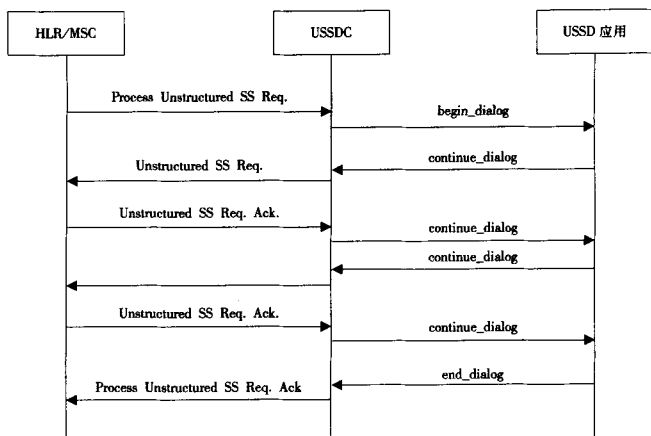 HLR/MSC
USSDC
USSD 应用
Process Unstructured SS Req.
begin_dialog
continue_dialog
Unstructured SS Req.
Unstructured SS Req. Ack.
continue_dialog
continue_dialog
Unstructured SS Req. Ack.
continue_dialog
end_dialog
Process Unstructured SS Req. Ack